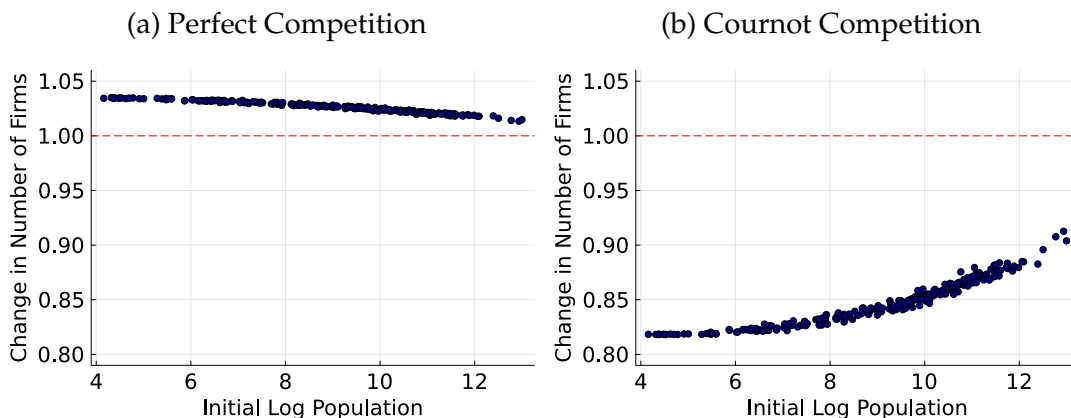 (a) Perfect Competition
Change in Number of Firms
1.05
1.00
0.95
0.90
0.85
0.80
4 6 8 10 12
Initial Log Population
(b) Cournot Competition
Change in Number of Firms
1.05
1.00
0.95
0.90
0.85
0.80
4 6 8 10 12
Initial Log Population